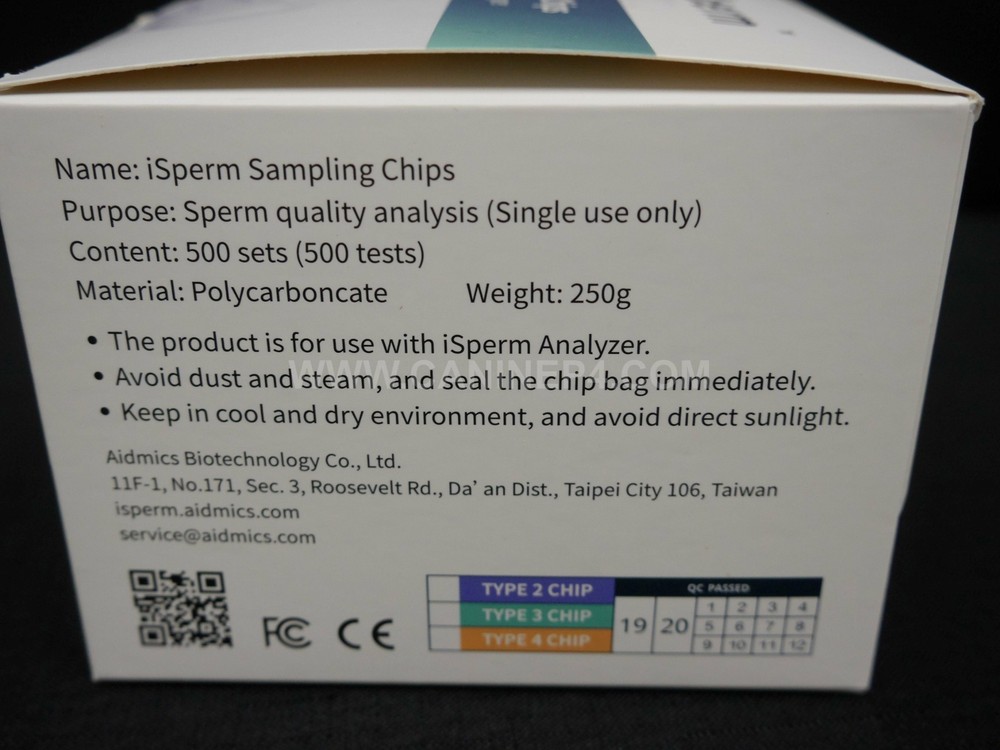 Name: iSperm Sampling Chips
Purpose: Sperm quality analysis (Single use only)
Content: 500 sets (500 tests)
Material: Polycarboncate Weight: 250g
• The product is for use with iSperm Analyzer.
WWW.CANINEP4.COM
• Avoid dust and steam, and seal the chip bag immediately.
• Keep in cool and dry environment, and avoid direct sunlight.
Aidmics Biotechnology Co., Ltd.
11F-1, No.171, Sec. 3, Roosevelt Rd., Da' an Dist., Taipei City 106, Taiwan
isperm.aidmics.com
service@aidmics.com
FC CE
TYPE 2 CHIP QC PASSED
TYPE 3 CHIP 19 20 1 2 3 4
5 6 7 8
TYPE 4 CHIP 9 10 11 12